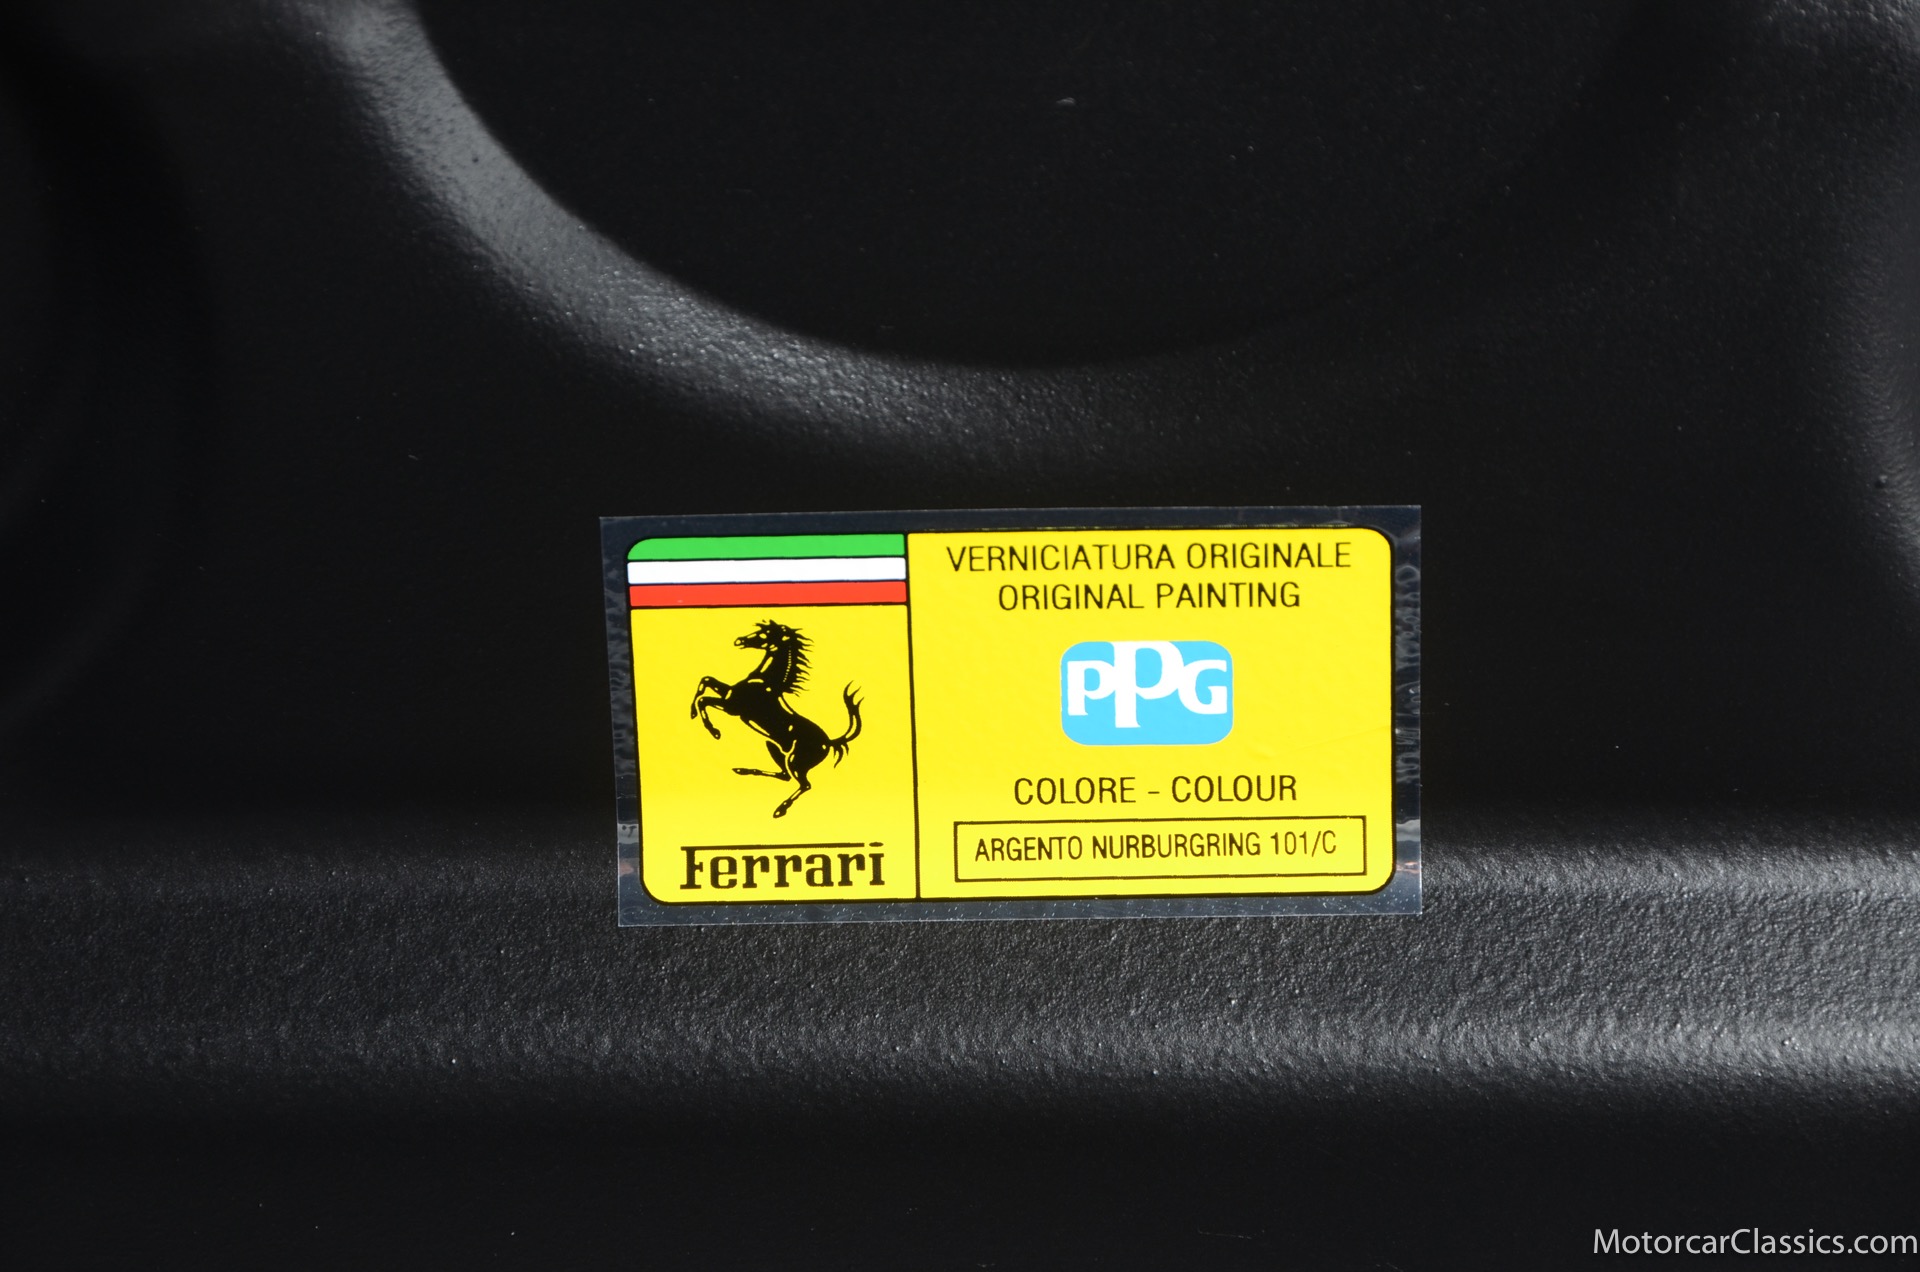 VERNICIATURA ORIGINALE
ORIGINAL PAINTING
PPG
COLORE - COLOUR
ARGENTO NURBURGRING 101/C
Ferrari
MotorcarClassics.com